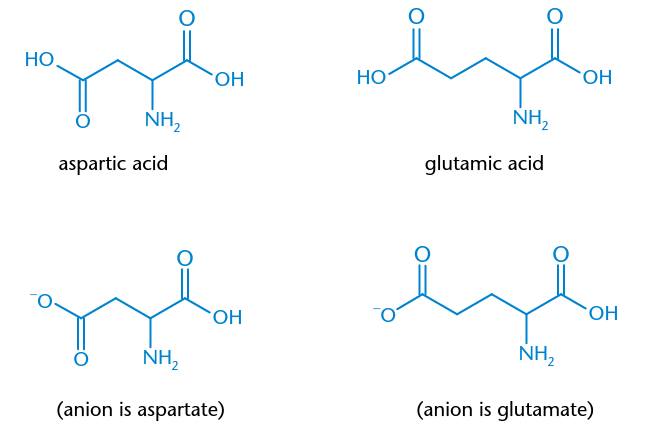 O O O
HO OH HO OH
O NH₂ NH₂
aspartic acid glutamic acid
O O O
⁻O OH ⁻O OH
O NH₂ NH₂
(anion is aspartate) (anion is glutamate)